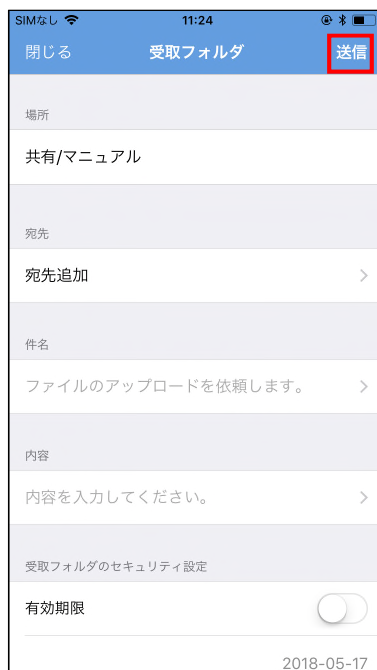 SIMなし 11:24
閉じる 受取フォルダ 送信
場所
共有/マニュアル
宛先
宛先追加
件名
ファイルのアップロードを依頼します。
内容
内容を入力してください。
受取フォルダのセキュリティ設定
有効期限
2018-05-17